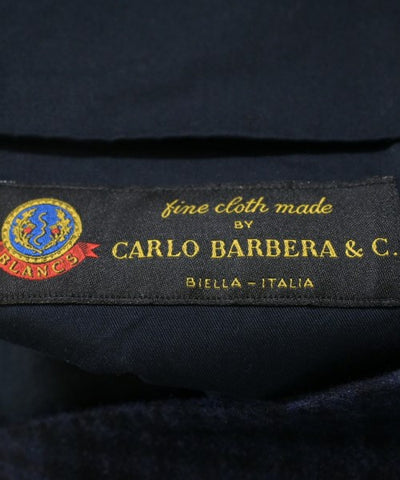 fine cloth made
BY
CARLO BARBERA & C.
BIELLA - ITALIA
BLANCS